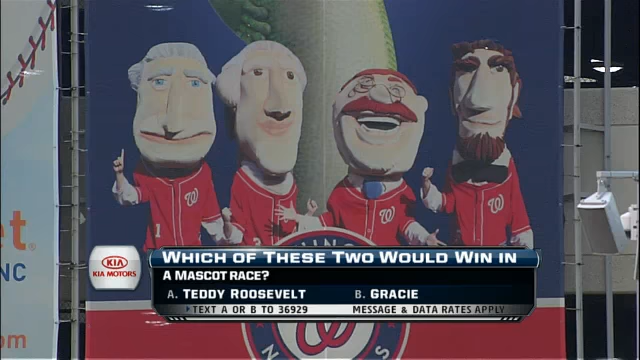 WHICH OF THESE TWO WOULD WIN IN
A MASCOT RACE?
A. TEDDY ROOSEVELT B. GRACIE
TEXT A OR B TO 36929 MESSAGE & DATA RATES APPLY
KIA
KIA MOTORS
W
W
W
W
1
et
NC
om